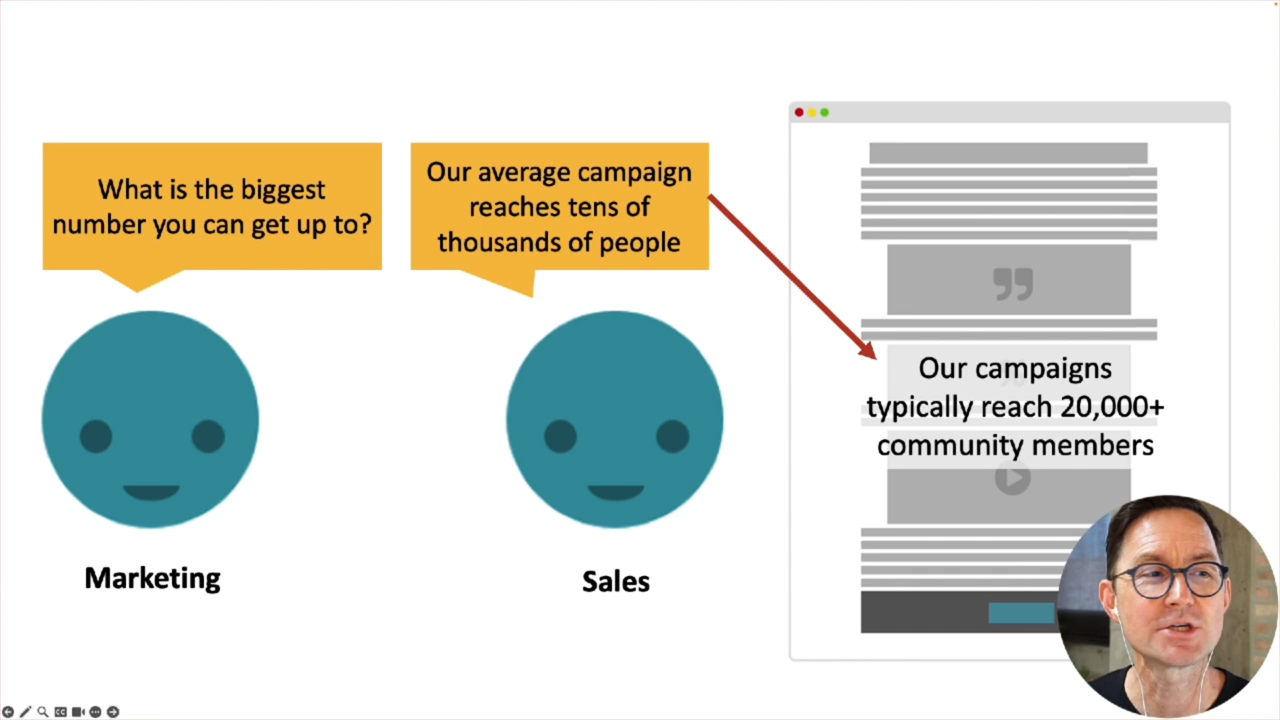 What is the biggest
number you can get up to?
Our average campaign
reaches tens of
thousands of people
Our campaigns
typically reach 20,000+
community members
Marketing
Sales